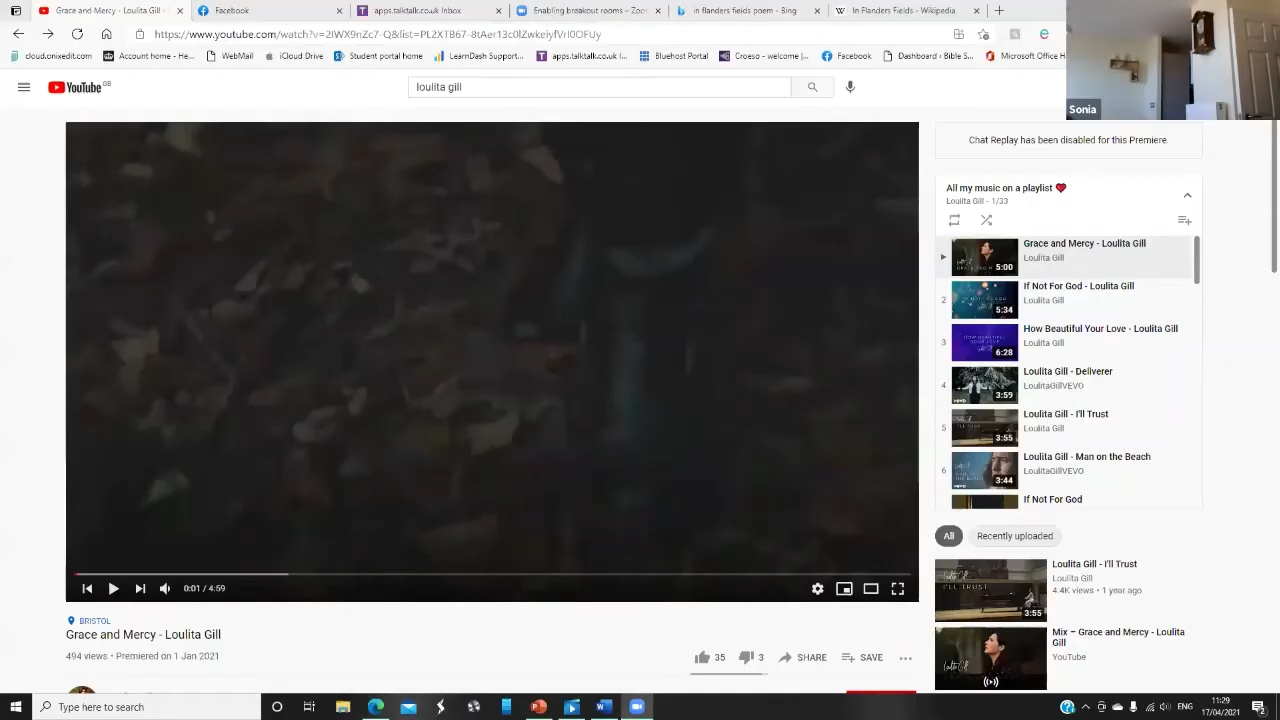 Grace and Mercy - Loulita Gill -
Facebook
apps.talktalk.co.uk Inbox
Enabling breakout rooms – Zoom
in flanders fields poem - Bing
In Flanders Fields - Wikipedia
cloud.onixedit.com
Account home - He...
WebMail
iCloud Drive
Student portal home
LearningData
apps.talktalk.co.uk i...
Bluehost Portal
Croeso - welcome |...
Facebook
Dashboard ‹ Bible S...
Microsoft Office H
Sonia
YouTube GB
loulita gill
Chat Replay has been disabled for this Premiere.
All my music on a playlist
Loulita Gill - 1/33
Grace and Mercy - Loulita Gill
Loulita Gill
5:00
2
If Not For God - Loulita Gill
Loulita Gill
5:34
3
How Beautiful Your Love - Loulita Gill
Loulita Gill
6:28
4
Loulita Gill - Deliverer
LoulitaGillVEVO
3:59
5
Loulita Gill - I'll Trust
Loulita Gill
3:55
6
Loulita Gill - Man on the Beach
LoulitaGillVEVO
3:44
If Not For God
All
Recently uploaded
Loulita Gill - I'll Trust
Loulita Gill
4.4K views • 1 year ago
I'LL TRUST
3:55
Mix – Grace and Mercy - Loulita
Gill
YouTube
0:01 / 4:59
BRISTOL
Grace and Mercy - Loulita Gill
494 views • Premiered on 1 Jan 2021
35
3
SHARE
SAVE
Type here to search
ENG
11:29
17/04/2021
2